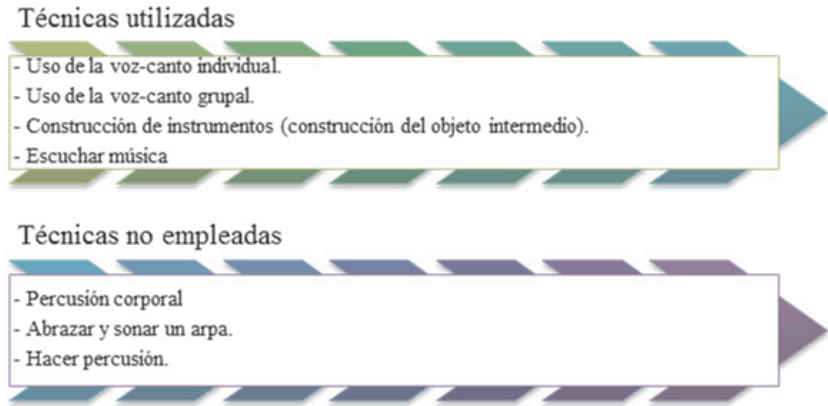 Técnicas utilizadas
- Uso de la voz-canto individual.
- Uso de la voz-canto grupal.
- Construcción de instrumentos (construcción del objeto intermedio).
- Escuchar música
Técnicas no empleadas
- Percusión corporal
- Abrazar y sonar un arpa.
- Hacer percusión.